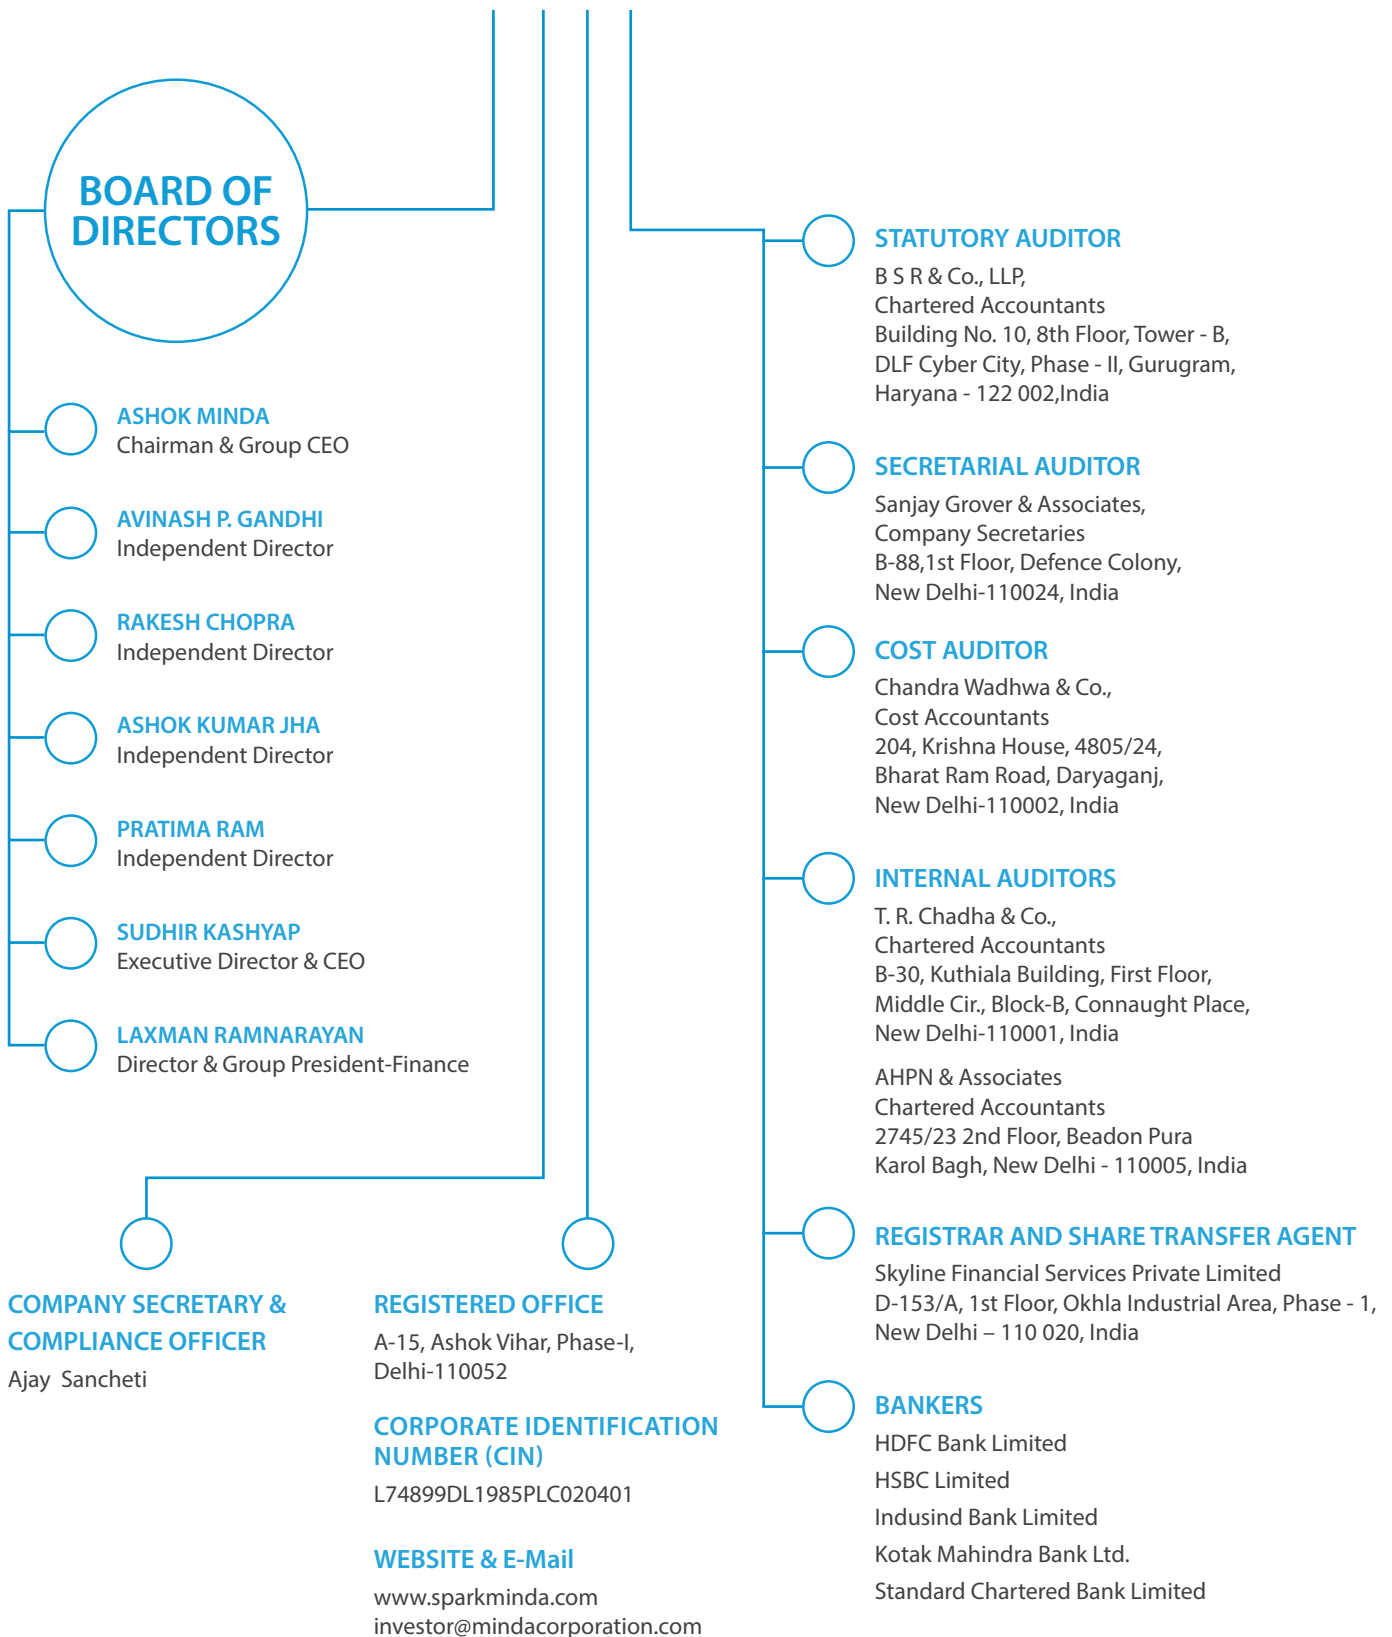 BOARD OF
DIRECTORS
ASHOK MINDA
Chairman & Group CEO
AVINASH P. GANDHI
Independent Director
RAKESH CHOPRA
Independent Director
ASHOK KUMAR JHA
Independent Director
PRATIMA RAM
Independent Director
SUDHIR KASHYAP
Executive Director & CEO
LAXMAN RAMNARAYAN
Director & Group President-Finance
COMPANY SECRETARY &
COMPLIANCE OFFICER
Ajay Sancheti
REGISTERED OFFICE
A-15, Ashok Vihar, Phase-I,
Delhi-110052
CORPORATE IDENTIFICATION
NUMBER (CIN)
L74899DL1985PLC020401
WEBSITE & E-Mail
www.sparkminda.com
investor@mindacorporation.com
STATUTORY AUDITOR
B S R & Co., LLP,
Chartered Accountants
Building No. 10, 8th Floor, Tower - B,
DLF Cyber City, Phase - II, Gurugram,
Haryana - 122 002,India
SECRETARIAL AUDITOR
Sanjay Grover & Associates,
Company Secretaries
B-88,1st Floor, Defence Colony,
New Delhi-110024, India
COST AUDITOR
Chandra Wadhwa & Co.,
Cost Accountants
204, Krishna House, 4805/24,
Bharat Ram Road, Daryaganj,
New Delhi-110002, India
INTERNAL AUDITORS
T. R. Chadha & Co.,
Chartered Accountants
B-30, Kuthiala Building, First Floor,
Middle Cir., Block-B, Connaught Place,
New Delhi-110001, India
AHPN & Associates
Chartered Accountants
2745/23 2nd Floor, Beadon Pura
Karol Bagh, New Delhi - 110005, India
REGISTRAR AND SHARE TRANSFER AGENT
Skyline Financial Services Private Limited
D-153/A, 1st Floor, Okhla Industrial Area, Phase - 1,
New Delhi – 110 020, India
BANKERS
HDFC Bank Limited
HSBC Limited
Indusind Bank Limited
Kotak Mahindra Bank Ltd.
Standard Chartered Bank Limited